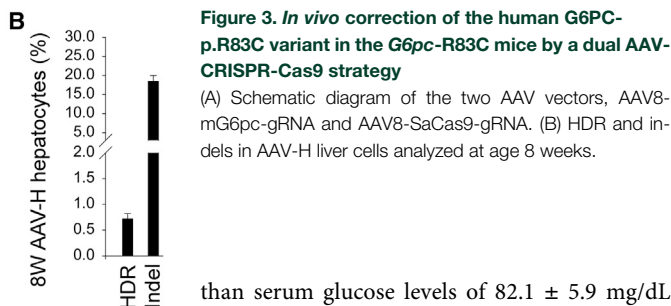 B
30.0
25.0
20.0
15.0
10.0
5.0
2.0
1.5
1.0
0.5
0.0
8W AAV-H hepatocytes (%)
HDR
Indel
Figure 3. In vivo correction of the human G6PC-
p.R83C variant in the G6pc-R83C mice by a dual AAV-
CRISPR-Cas9 strategy
(A) Schematic diagram of the two AAV vectors, AAV8-
mG6pc-gRNA and AAV8-SaCas9-gRNA. (B) HDR and in-
dels in AAV-H liver cells analyzed at age 8 weeks.
than serum glucose levels of 82.1 ± 5.9 mg/dL